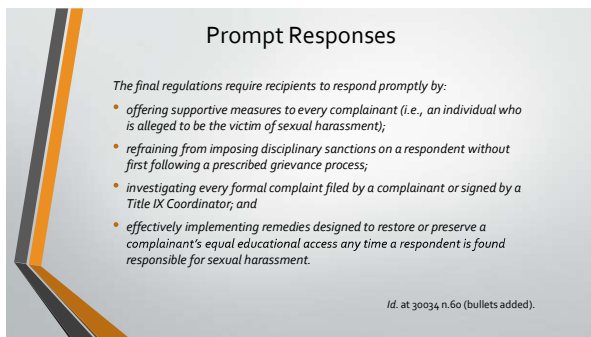 Prompt Responses
The final regulations require recipients to respond promptly by:
• offering supportive measures to every complainant (i.e., an individual who
is alleged to be the victim of sexual harassment);
• refraining from imposing disciplinary sanctions on a respondent without
first following a prescribed grievance process;
• investigating every formal complaint filed by a complainant or signed by a
Title IX Coordinator; and
• effectively implementing remedies designed to restore or preserve a
complainant's equal educational access any time a respondent is found
responsible for sexual harassment.
Id. at 30034 n.60 (bullets added).